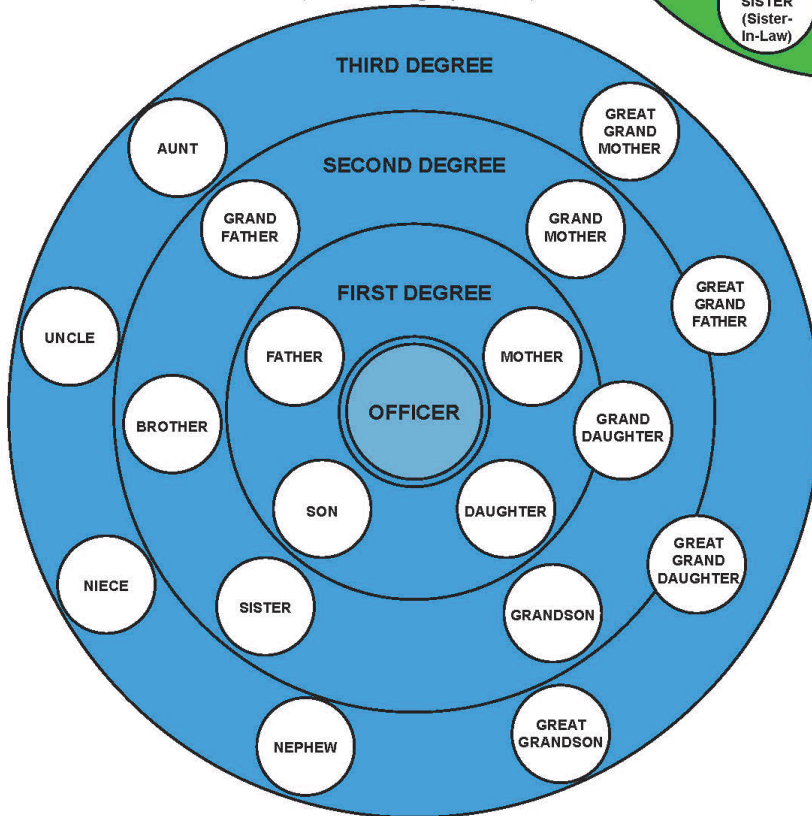 SISTER
(Sister-
In-Law)
THIRD DEGREE
AUNT
GREAT
GRAND
MOTHER
SECOND DEGREE
GRAND
FATHER
GRAND
MOTHER
FIRST DEGREE
GREAT
GRAND
FATHER
UNCLE
FATHER
MOTHER
OFFICER
BROTHER
GRAND
DAUGHTER
SON
DAUGHTER
GREAT
GRAND
DAUGHTER
NIECE
SISTER
GRANDSON
NEPHEW
GREAT
GRANDSON